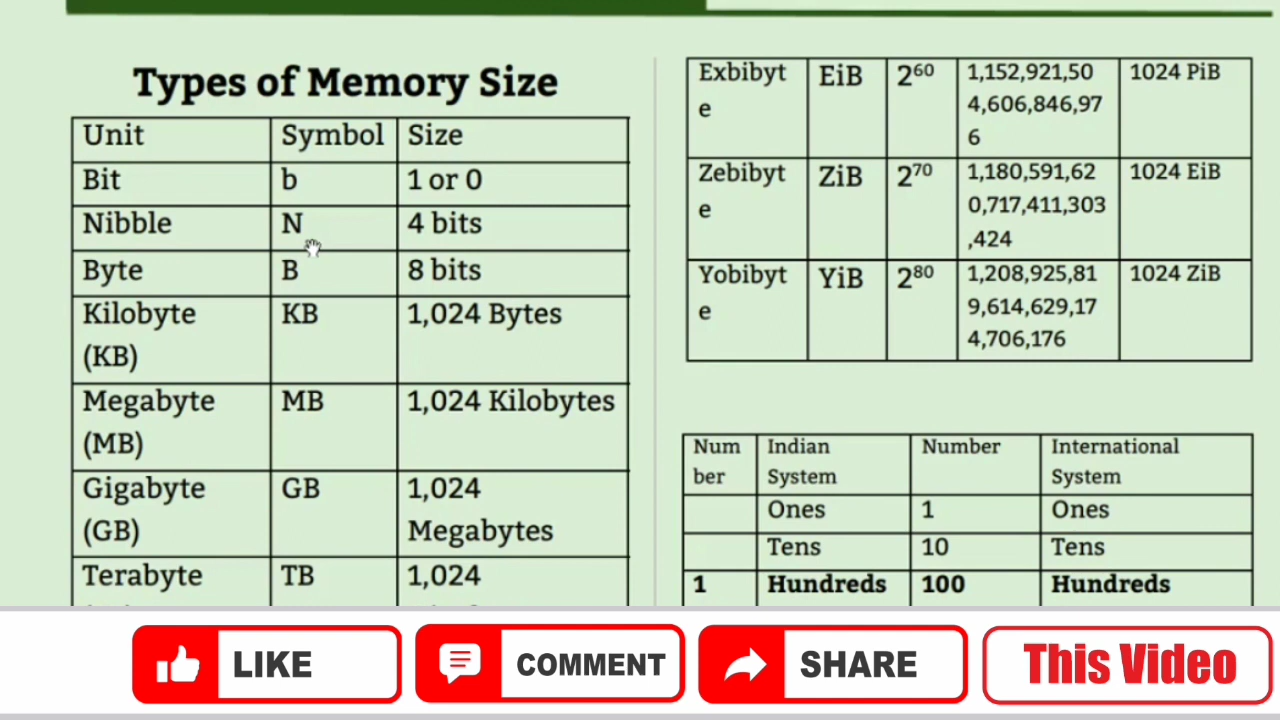 Types of Memory Size
Unit Symbol Size
Bit b 1 or 0
Nibble N 4 bits
Byte B 8 bits
Kilobyte KB 1,024 Bytes
(KB)
Megabyte MB 1,024 Kilobytes
(MB)
Gigabyte GB 1,024
(GB) Megabytes
Terabyte TB 1,024
Exbibyt EiB 2⁶⁰ 1,152,921,50 1024 PiB
e 4,606,846,97
6
Zebibyt ZiB 2⁷⁰ 1,180,591,62 1024 EiB
e 0,717,411,303
,424
Yobibyt YiB 2⁸⁰ 1,208,925,81 1024 ZiB
e 9,614,629,17
4,706,176
Num Indian Number International
ber System System
Ones 1 Ones
Tens 10 Tens
1 Hundreds 100 Hundreds
LIKE COMMENT SHARE This Video